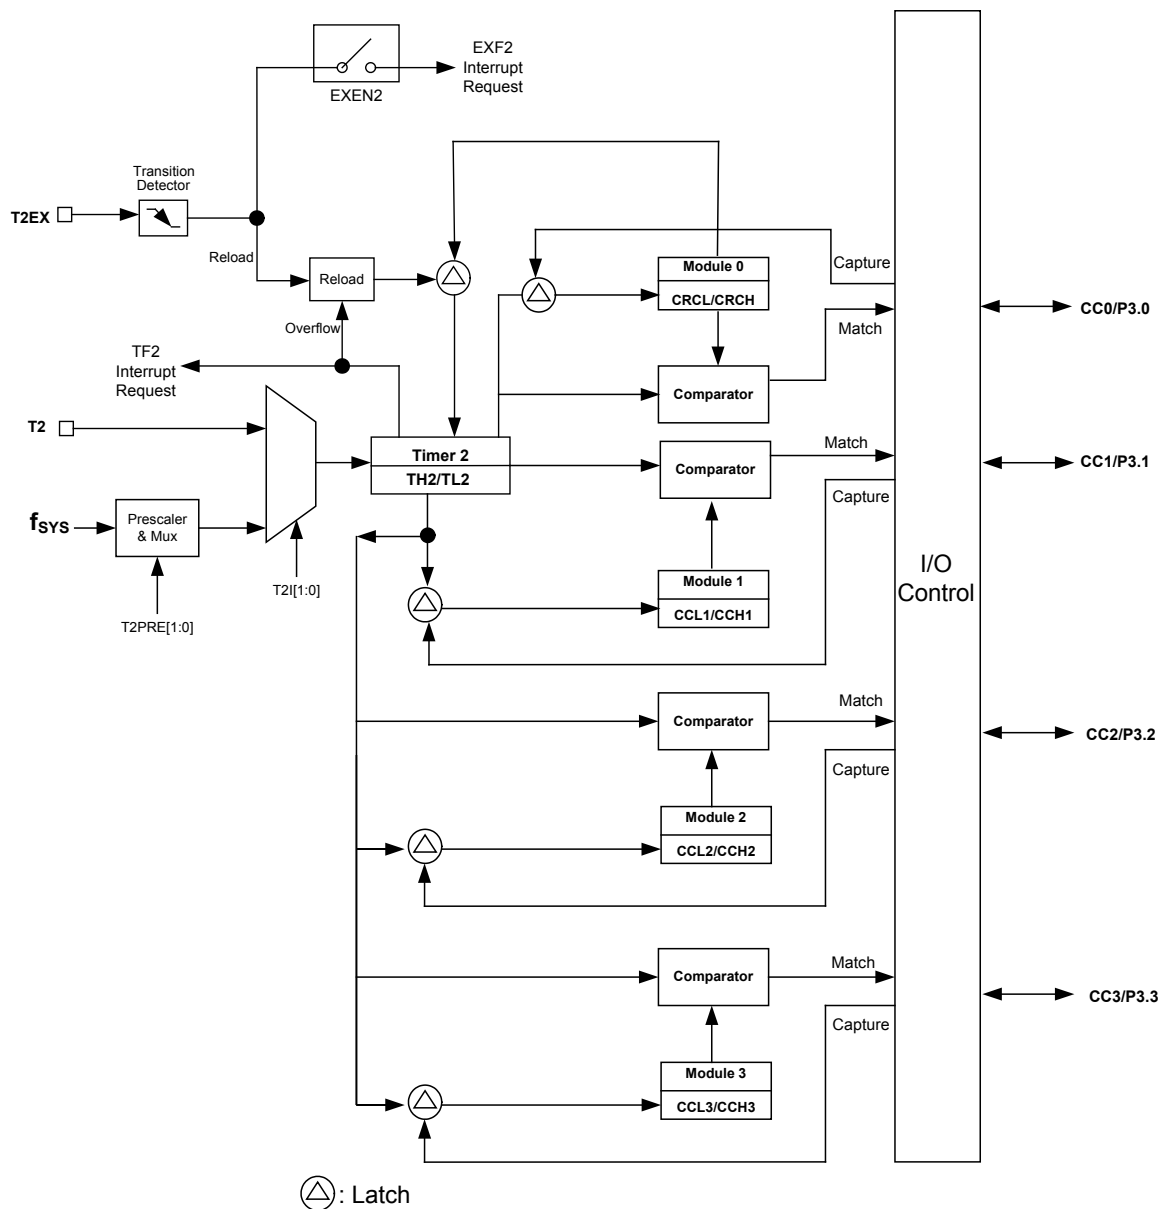 EXF2
Interrupt
Request
EXEN2
Transition
Detector
T2EX
Reload
Reload
Overflow
TF2
Interrupt
Request
T2
fSYS
Prescaler
& Mux
T2PRE[1:0]
T2I[1:0]
Timer 2
TH2/TL2
Module 0
CRCL/CRCH
Capture
Comparator
Match
CC0/P3.0
Comparator
Match
Capture
CC1/P3.1
Module 1
CCL1/CCH1
I/O
Control
Comparator
Match
Capture
CC2/P3.2
Module 2
CCL2/CCH2
Comparator
Match
Capture
CC3/P3.3
Module 3
CCL3/CCH3
: Latch